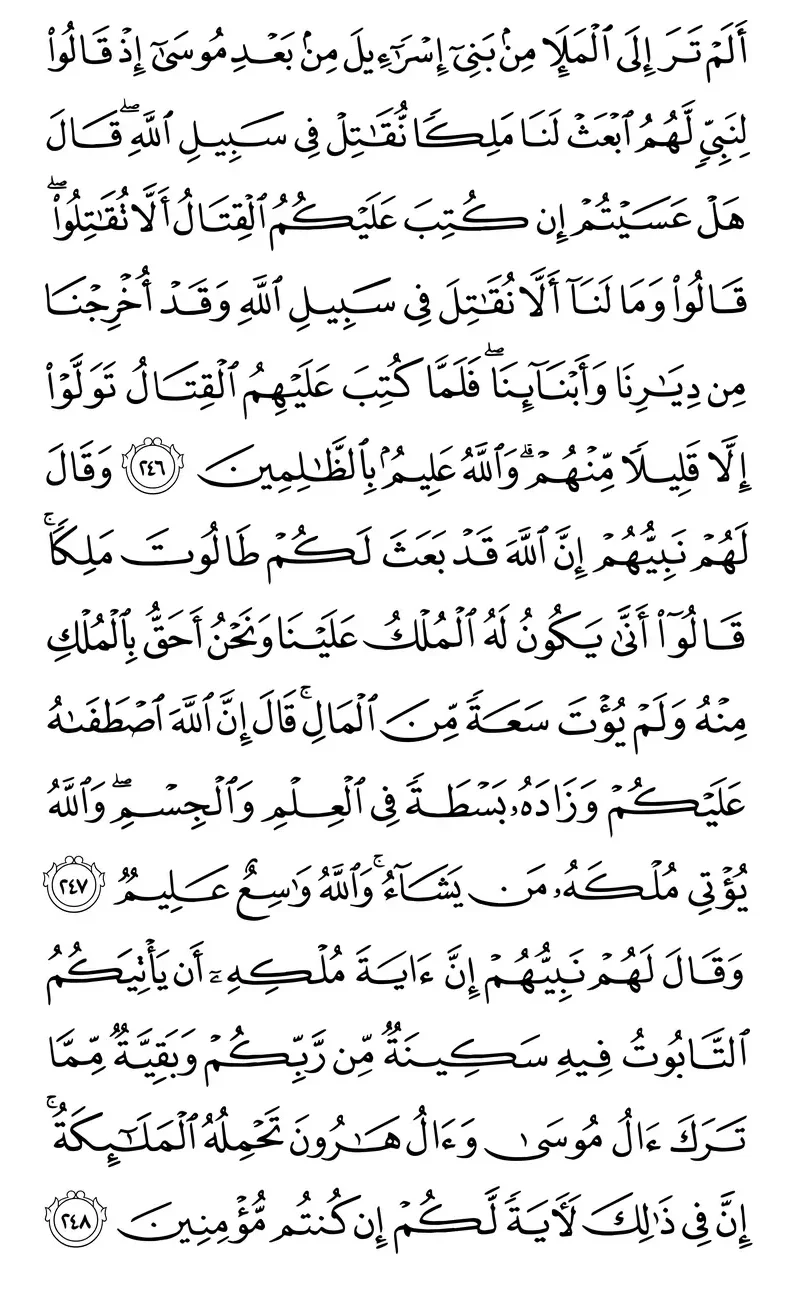 أَلَمْ تَرَ إِلَى ٱلْمَلَإِ مِنۢ بَنِىٓ إِسْرَٰٓءِيلَ مِنۢ بَعْدِ مُوسَىٰٓ إِذْ قَالُوا۟
لِنَبِىٍّ لَّهُمُ ٱبْعَثْ لَنَا مَلِكًا نُّقَـٰتِلْ فِى سَبِيلِ ٱللَّهِ ۖ قَالَ
هَلْ عَسَيْتُمْ إِن كُتِبَ عَلَيْكُمُ ٱلْقِتَالُ أَلَّا تُقَـٰتِلُوا۟ ۖ
قَالُوا۟ وَمَا لَنَآ أَلَّا نُقَـٰتِلَ فِى سَبِيلِ ٱللَّهِ وَقَدْ أُخْرِجْنَا
مِن دِيَـٰرِنَا وَأَبْنَآئِنَا ۖ فَلَمَّا كُتِبَ عَلَيْهِمُ ٱلْقِتَالُ تَوَلَّوْا۟
إِلَّا قَلِيلًا مِّنْهُمْ ۗ وَٱللَّهُ عَلِيمٌۢ بِٱلظَّـٰلِمِينَ ٢٤٦ وَقَالَ
لَهُمْ نَبِيُّهُمْ إِنَّ ٱللَّهَ قَدْ بَعَثَ لَكُمْ طَالُوتَ مَلِكًا ۚ
قَالُوٓا۟ أَنَّىٰ يَكُونُ لَهُ ٱلْمُلْكُ عَلَيْنَا وَنَحْنُ أَحَقُّ بِٱلْمُلْكِ
مِنْهُ وَلَمْ يُؤْتَ سَعَةً مِّنَ ٱلْمَالِ ۚ قَالَ إِنَّ ٱللَّهَ ٱصْطَفَىٰهُ
عَلَيْكُمْ وَزَادَهُۥ بَسْطَةً فِى ٱلْعِلْمِ وَٱلْجِسْمِ ۖ وَٱللَّهُ
يُؤْتِى مُلْكَهُۥ مَن يَشَآءُ ۚ وَٱللَّهُ وَٰسِعٌ عَلِيمٌ ٢٤٧
وَقَالَ لَهُمْ نَبِيُّهُمْ إِنَّ ءَايَةَ مُلْكِهِۦٓ أَن يَأْتِيَكُمُ
ٱلتَّابُوتُ فِيهِ سَكِينَةٌ مِّن رَّبِّكُمْ وَبَقِيَّةٌ مِّمَّا
تَرَكَ ءَالُ مُوسَىٰ وَءَالُ هَـٰرُونَ تَحْمِلُهُ ٱلْمَلَـٰٓئِكَةُ ۚ
إِنَّ فِى ذَٰلِكَ لَـَٔايَةً لَّكُمْ إِن كُنتُم مُّؤْمِنِينَ ٢٤٨